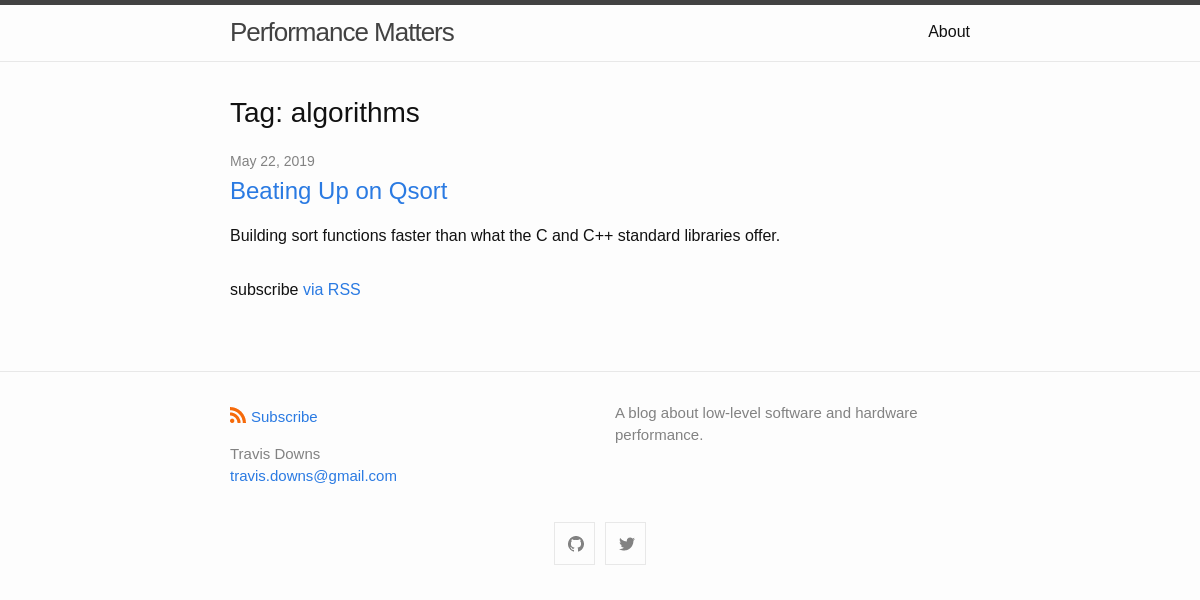 Performance Matters
About
Tag: algorithms
May 22, 2019
Beating Up on Qsort
Building sort functions faster than what the C and C++ standard libraries offer.
subscribe via RSS
Subscribe
Travis Downs
travis.downs@gmail.com
A blog about low-level software and hardware
performance.